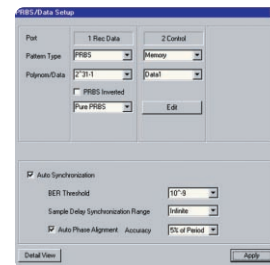 PRBS/Data Setup
Port 1 Rec Data 2 Control
Pattern Type PRBS Memory
Polynom/Data 2^31-1 Data1
PRBS Inverted
Pure PRBS Edit
Auto Synchronization
BER Threshold 10^-9
Sample Delay Synchronization Range Infinite
Auto Phase Alignment Accuracy 5% of Period
Detail View Apply